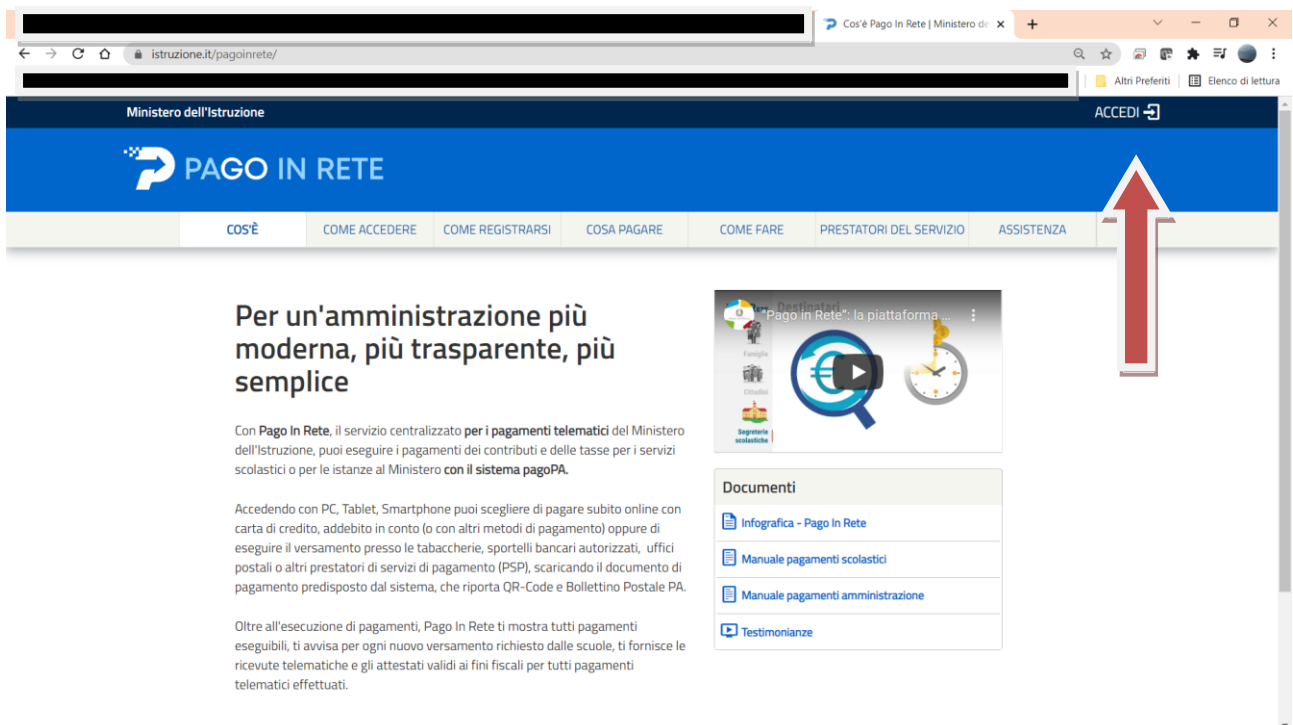 Cos'è Pago In Rete | Ministero de
istruzione.it/pagoinrete/
Altri Preferiti
Elenco di lettura
Ministero dell'Istruzione
ACCEDI
PAGO IN RETE
COS'È
COME ACCEDERE
COME REGISTRARSI
COSA PAGARE
COME FARE
PRESTATORI DEL SERVIZIO
ASSISTENZA
Per un'amministrazione più
moderna, più trasparente, più
semplice
Con Pago In Rete, il servizio centralizzato per i pagamenti telematici del Ministero
dell'Istruzione, puoi eseguire i pagamenti dei contributi e delle tasse per i servizi
scolastici o per le istanze al Ministero con il sistema pagoPA.
Accedendo con PC, Tablet, Smartphone puoi scegliere di pagare subito online con
carta di credito, addebito in conto (o con altri metodi di pagamento) oppure di
eseguire il versamento presso le tabaccherie, sportelli bancari autorizzati, uffici
postali o altri prestatori di servizi di pagamento (PSP), scaricando il documento di
pagamento predisposto dal sistema, che riporta QR-Code e Bollettino Postale PA.
Oltre all'esecuzione di pagamenti, Pago In Rete ti mostra tutti pagamenti
eseguibili, ti avvisa per ogni nuovo versamento richiesto dalle scuole, ti fornisce le
ricevute telematiche e gli attestati validi ai fini fiscali per tutti pagamenti
telematici effettuati.
Destinatari
"Pago in Rete": la piattaforma ...
Famiglie
Cittadini
Segreterie
scolastiche
Documenti
Infografica - Pago In Rete
Manuale pagamenti scolastici
Manuale pagamenti amministrazione
Testimonianze